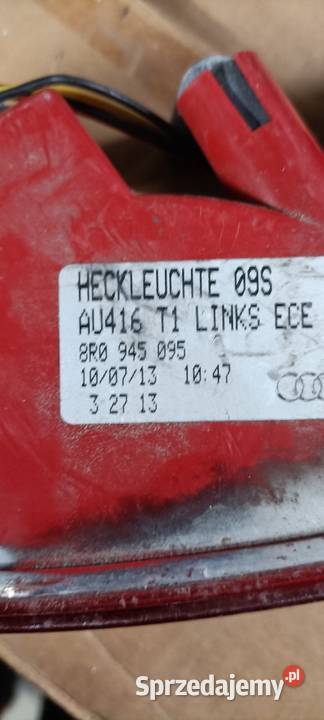 HECKLEUCHTE 09S
AU416 T1 LINKS ECE
8R0 945 095
10/07/13 10:47
3 27 13
Sprzedajemy.pl